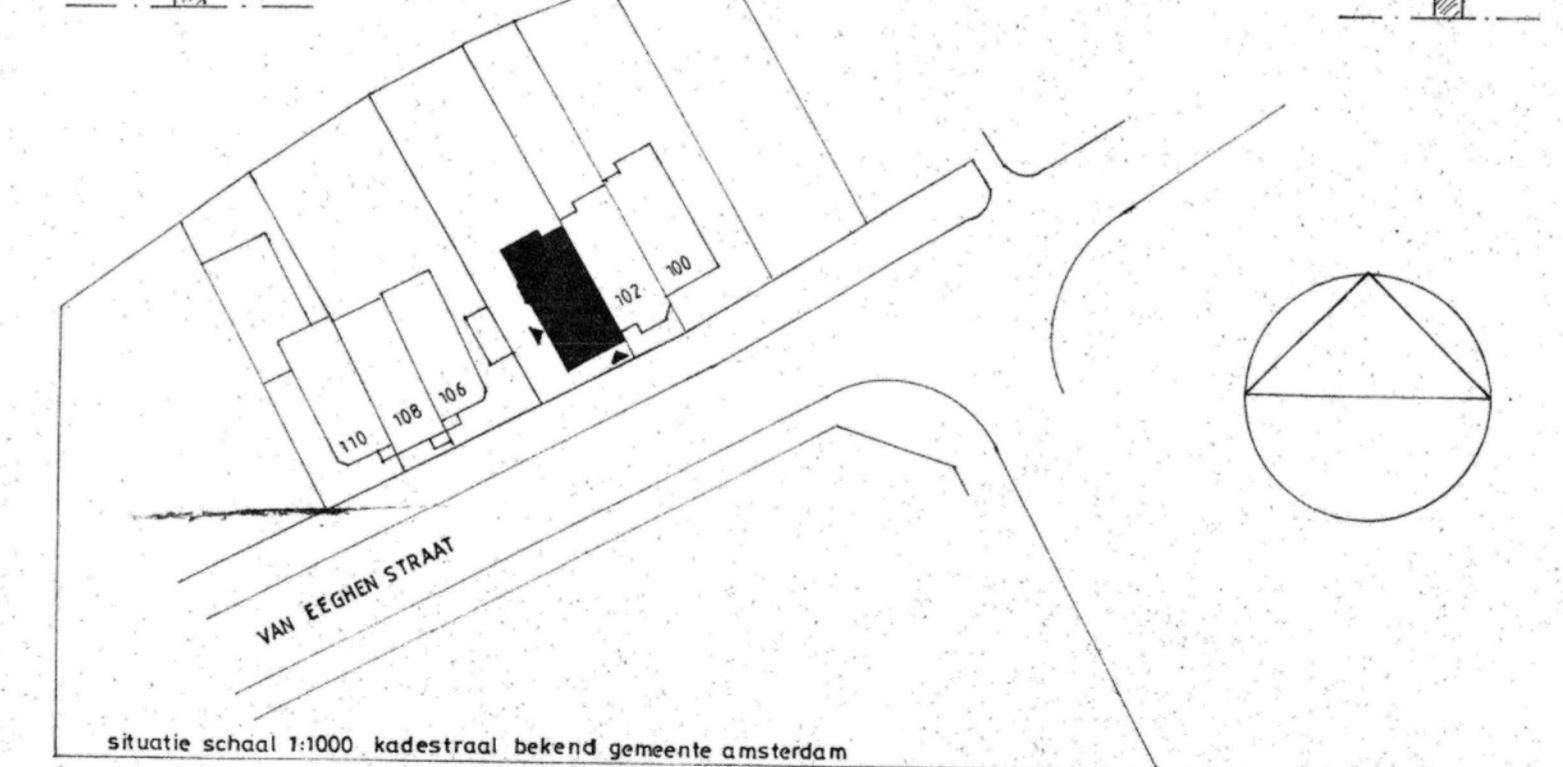 100
102
106
108
110
VAN EEGHEN STRAAT
situatie schaal 1:1000 kadestraal bekend gemeente amsterdam